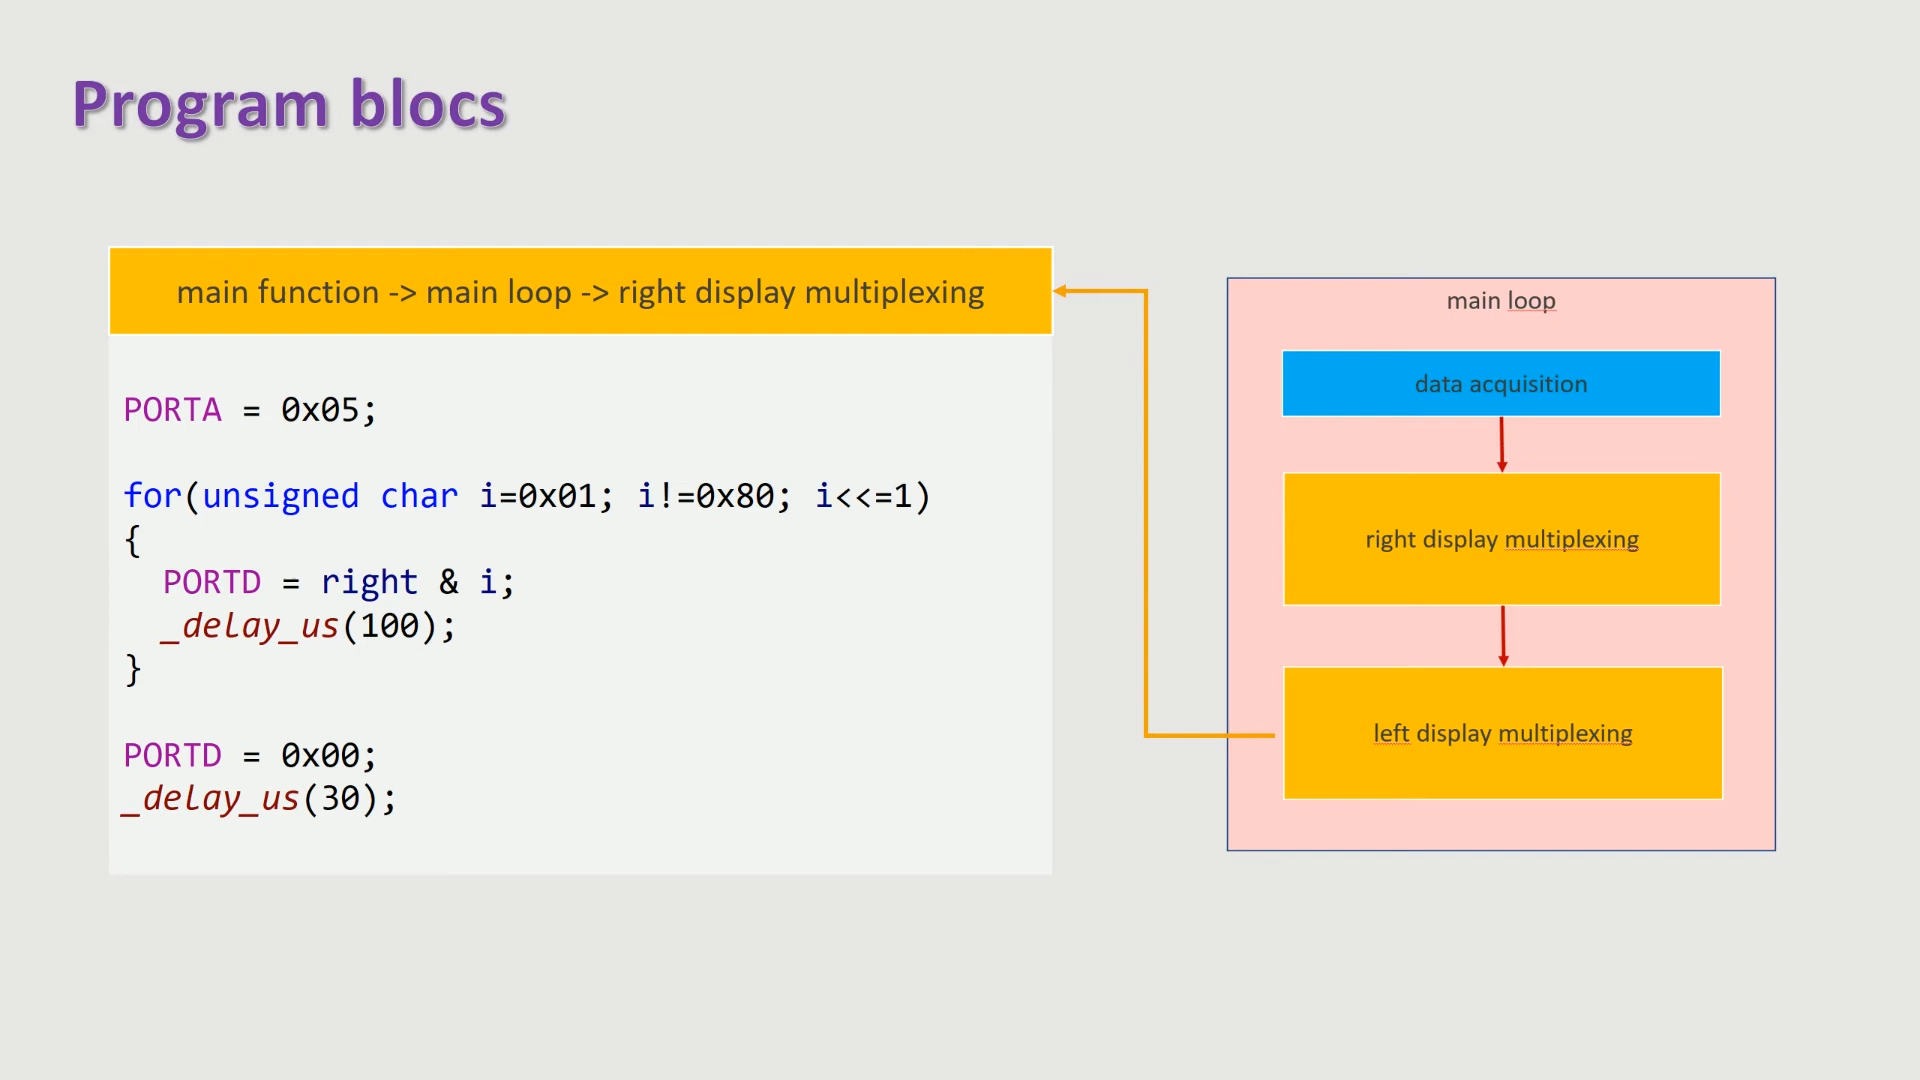 Program blocs
main function -> main loop -> right display multiplexing
PORTA = 0x05;
for(unsigned char i=0x01; i!=0x80; i<<=1)
{
PORTD = right & i;
_delay_us(100);
}
PORTD = 0x00;
_delay_us(30);
main loop
data acquisition
right display multiplexing
left display multiplexing